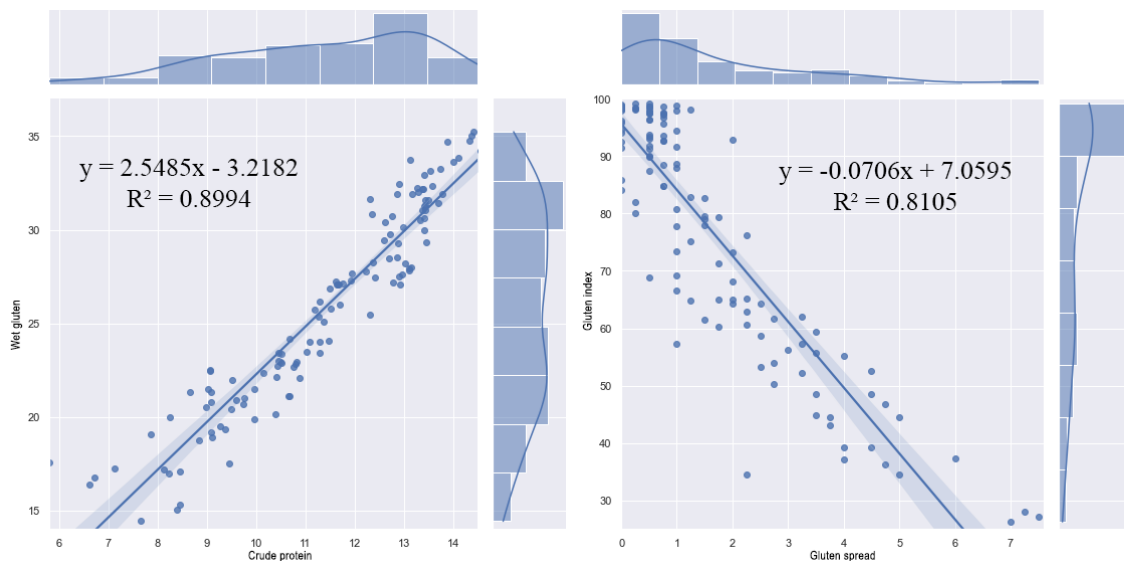 y = 2.5485x - 3.2182
R² = 0.8994
35
30
25
20
15
Wet gluten
6 7 8 9 10 11 12 13 14
Crude protein
y = -0.0706x + 7.0595
R² = 0.8105
100
90
80
70
60
50
40
30
Gluten index
0 1 2 3 4 5 6 7
Gluten spread